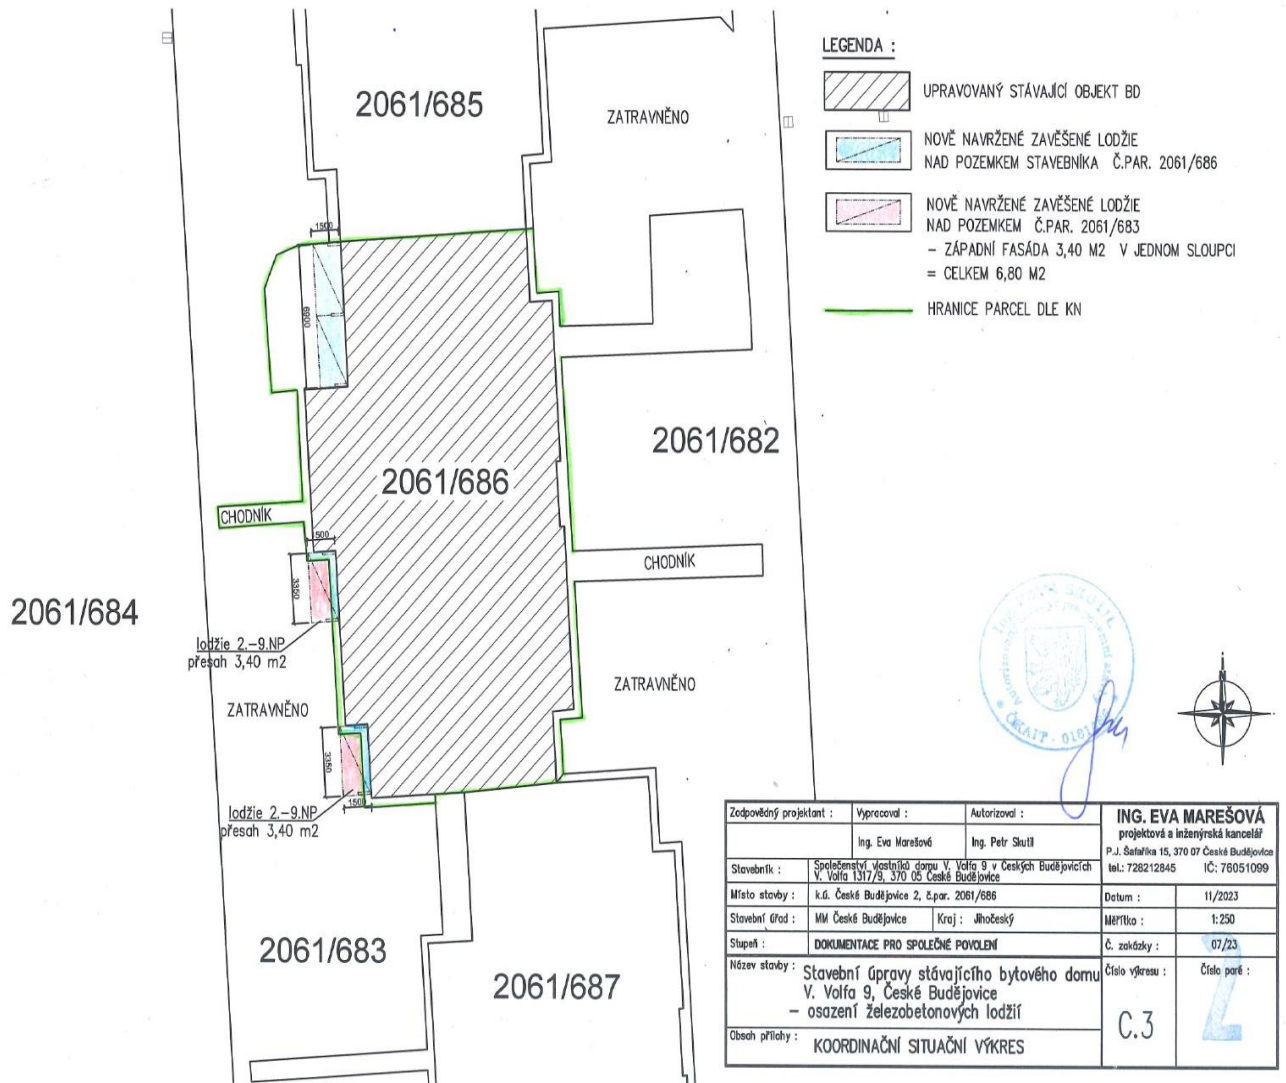 LEGENDA :
UPRAVOVANÝ STÁVAJÍCÍ OBJEKT BD
NOVĚ NAVRŽENÉ ZAVĚŠENÉ LODŽIE
NAD POZEMKEM STAVEBNÍKA Č.PAR. 2061/686
NOVĚ NAVRŽENÉ ZAVĚŠENÉ LODŽIE
NAD POZEMKEM Č.PAR. 2061/683
– ZÁPADNÍ FASÁDA 3,40 M2 V JEDNOM SLOUPCI
= CELKEM 6,80 M2
HRANICE PARCEL DLE KN
2061/685
ZATRAVNĚNO
1500
6900
2061/682
2061/686
CHODNÍK
500
3350
CHODNÍK
2061/684
lodžie 2.–9.NP
přesah 3,40 m2
ZATRAVNĚNO
ZATRAVNĚNO
3350
1500
lodžie 2.–9.NP
přesah 3,40 m2
2061/683
2061/687
N
ČKAIT - 0101
Zodpovědný projektant :
Vypracoval :
Autorizoval :
Ing. Eva Marešová
Ing. Petr Skutil
ING. EVA MAREŠOVÁ
projektová a inženýrská kancelář
P.J. Šafaříka 15, 370 07 České Budějovice
tel.: 728212845 IČ: 76051099
Stavebník :
Společenství vlastníků domu V. Volfa 9 v Českých Budějovicích
V. Volfa 1317/9, 370 05 České Budějovice
Místo stavby :
k.ú. České Budějovice 2, č.par. 2061/686
Datum :
11/2023
Stavební úřad :
MM České Budějovice
Kraj :
Jihočeský
Měřítko :
1:250
Stupeň :
DOKUMENTACE PRO SPOLEČNÉ POVOLENÍ
Č. zakázky :
07/23
Název stavby :
Stavební úpravy stávajícího bytového domu
V. Volfa 9, České Budějovice
– osazení železobetonových lodžií
Číslo výkresu :
C.3
Číslo paré :
2
Obsah přílohy :
KOORDINAČNÍ SITUAČNÍ VÝKRES